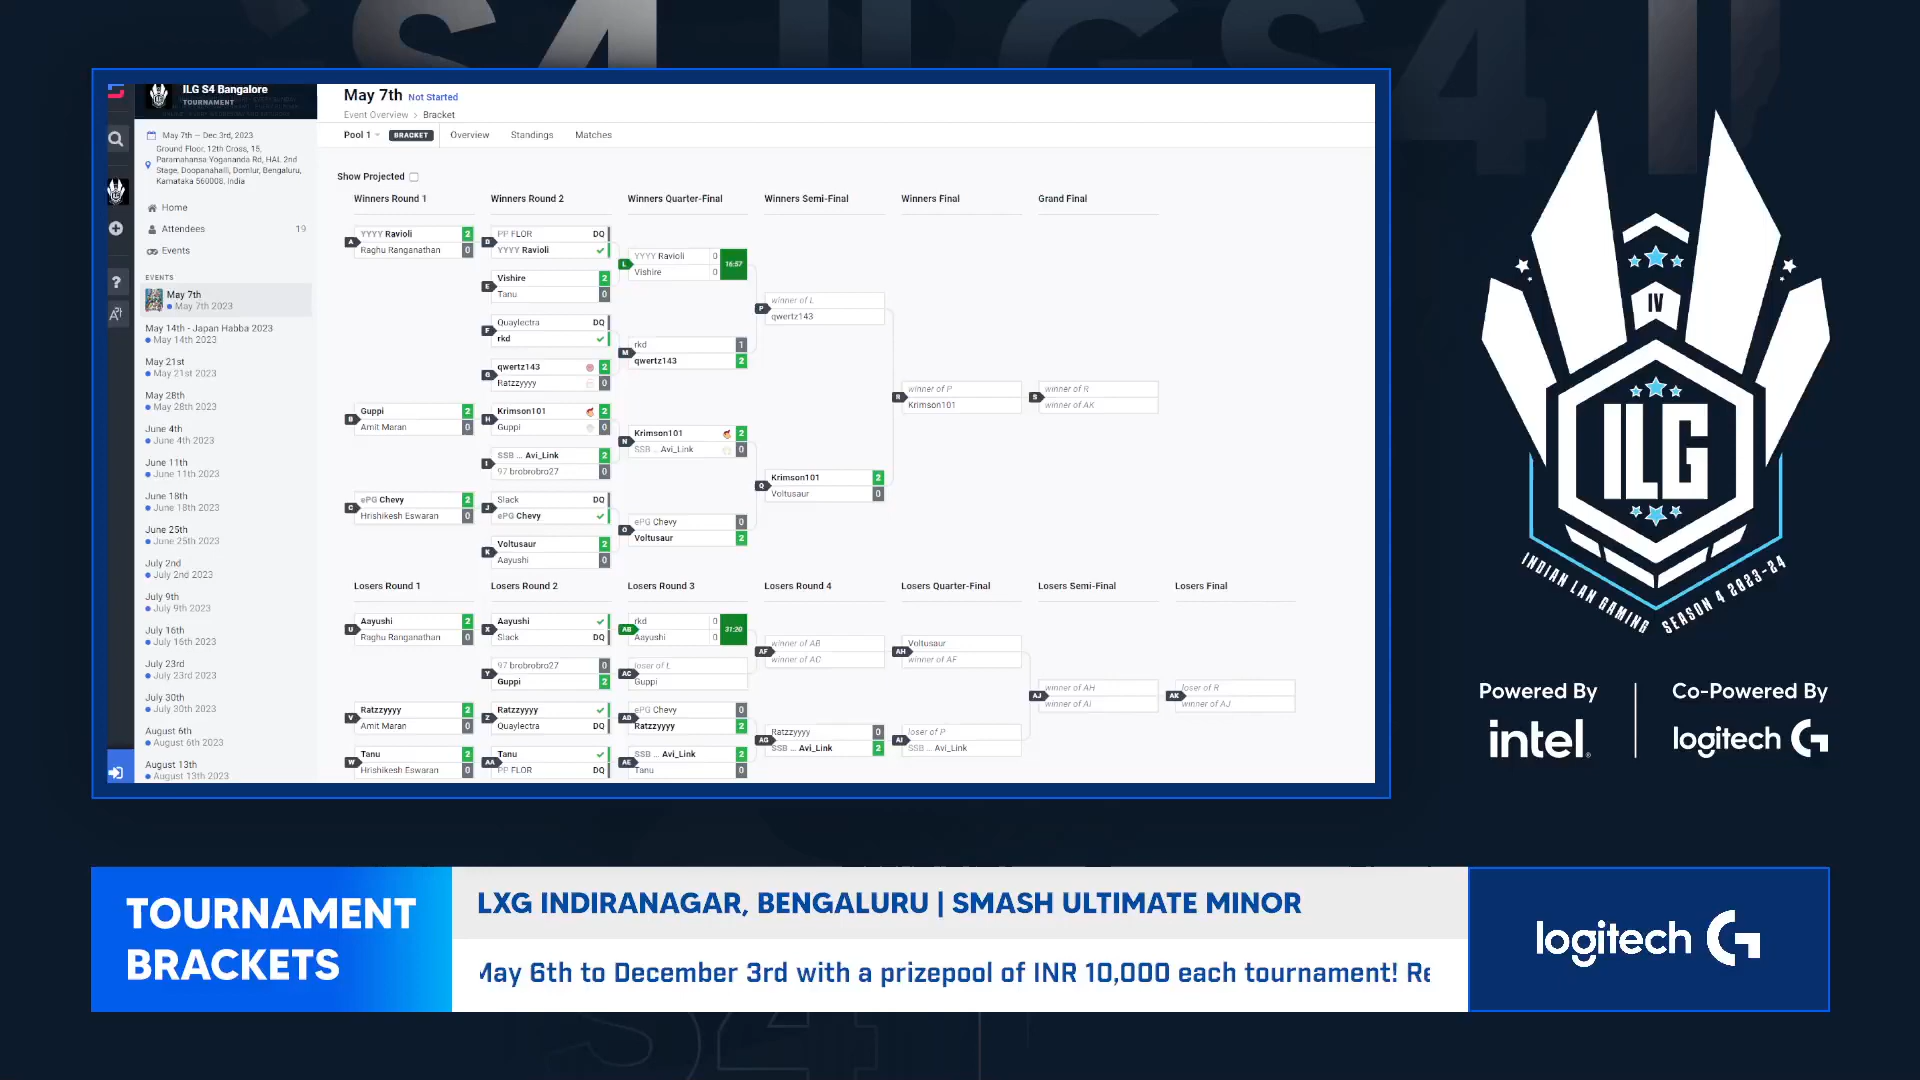 ILG S4 Bangalore
TOURNAMENT
May 7th — Dec 3rd, 2023
Ground Floor, 12th Cross, 15,
Paramahansa Yogananda Rd, HAL 2nd
Stage, Doopanahalli, Domlur, Bengaluru,
Karnataka 560008, India
Home
Attendees 19
Events
EVENTS
May 7th
May 7th 2023
May 14th - Japan Habba 2023
May 14th 2023
May 21st
May 21st 2023
May 28th
May 28th 2023
June 4th
June 4th 2023
June 11th
June 11th 2023
June 18th
June 18th 2023
June 25th
June 25th 2023
July 2nd
July 2nd 2023
July 9th
July 9th 2023
July 16th
July 16th 2023
July 23rd
July 23rd 2023
July 30th
July 30th 2023
August 6th
August 6th 2023
August 13th
August 13th 2023
May 7th Not Started
Event Overview > Bracket
Pool 1 BRACKET Overview Standings Matches
Show Projected
Winners Round 1
A
YYYY Ravioli 2
Raghu Ranganathan 0
B
Guppi 2
Amit Maran 0
C
ePG Chevy 2
Hrishikesh Eswaran 0
Winners Round 2
D
PP FLOR DQ
YYYY Ravioli
E
Vishire 2
Tanu 0
F
Quaylectra DQ
rkd
G
qwertz143 2
Ratzzyyyy 0
H
Krimson101 2
Guppi 0
I
SSB ... Avi_Link 2
97 brobrobro27 0
J
Slack DQ
ePG Chevy
K
Voltusaur 2
Aayushi 0
Winners Quarter-Final
L
YYYY Ravioli 0
Vishire 0
16:57
M
rkd 1
qwertz143 2
N
Krimson101 2
SSB ... Avi_Link 0
O
ePG Chevy 0
Voltusaur 2
Winners Semi-Final
P
winner of L
qwertz143
Q
Krimson101 2
Voltusaur 0
Winners Final
R
winner of P
Krimson101
Grand Final
S
winner of R
winner of AK
Losers Round 1
U
Aayushi 2
Raghu Ranganathan 0
V
Ratzzyyyy 2
Amit Maran 0
W
Tanu 2
Hrishikesh Eswaran 0
Losers Round 2
X
Aayushi
Slack DQ
Y
97 brobrobro27 0
Guppi 2
Z
Ratzzyyyy
Quaylectra DQ
AA
Tanu
PP FLOR DQ
Losers Round 3
AB
rkd 0
Aayushi 0
31:20
AC
loser of L
Guppi
AD
ePG Chevy 0
Ratzzyyyy 2
AE
SSB ... Avi_Link 2
Tanu 0
Losers Round 4
AF
winner of AB
winner of AC
AG
Ratzzyyyy 0
SSB ... Avi_Link 2
Losers Quarter-Final
AH
Voltusaur
winner of AF
AI
loser of P
SSB ... Avi_Link
Losers Semi-Final
AJ
winner of AH
winner of AI
Losers Final
AK
loser of R
winner of AJ
IV
ILG
INDIAN LAN GAMING SEASON 4 2023-24
Powered By
intel.
Co-Powered By
logitech G
TOURNAMENT
BRACKETS
LXG INDIRANAGAR, BENGALURU | SMASH ULTIMATE MINOR
May 6th to December 3rd with a prizepool of INR 10,000 each tournament! Re
logitech G